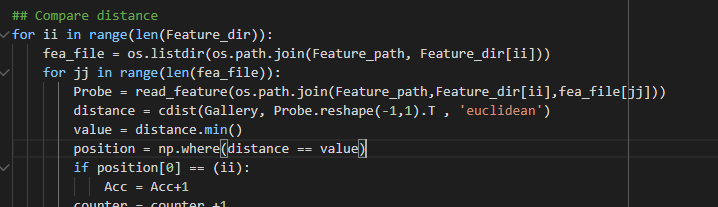 ## Compare distance
for ii in range(len(Feature_dir)):
    fea_file = os.listdir(os.path.join(Feature_path, Feature_dir[ii]))
    for jj in range(len(fea_file)):
        Probe = read_feature(os.path.join(Feature_path,Feature_dir[ii],fea_file[jj]))
        distance = cdist(Gallery, Probe.reshape(-1,1).T , 'euclidean')
        value = distance.min()
        position = np.where(distance == value)
        if position[0] == (ii):
            Acc = Acc+1
        counter = counter +1